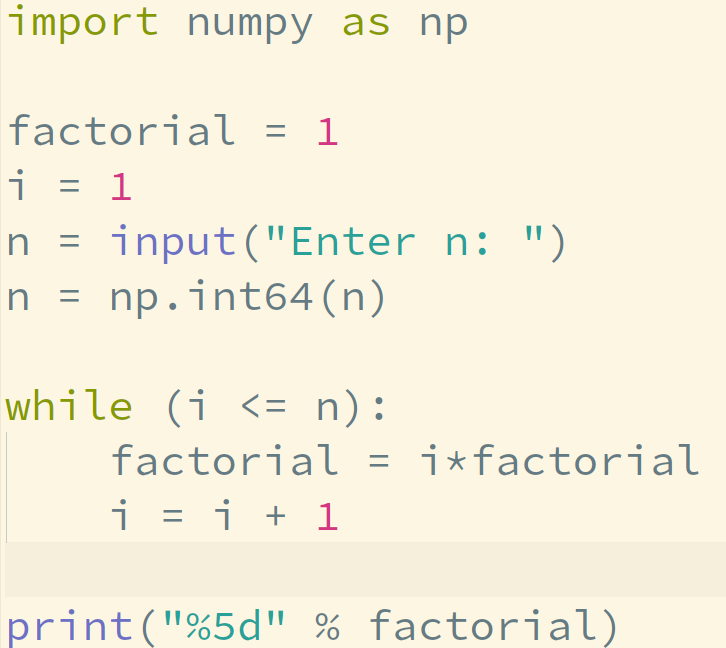 import numpy as np
factorial = 1
i = 1
n = input("Enter n: ")
n = np.int64(n)
while (i <= n):
    factorial = i*factorial
    i = i + 1
print("%5d" % factorial)